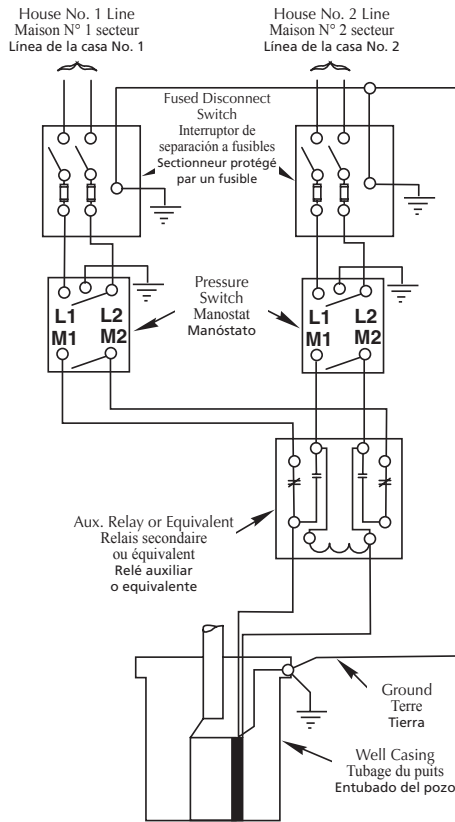 House No. 1 Line
Maison N° 1 secteur
Línea de la casa No. 1
House No. 2 Line
Maison N° 2 secteur
Línea de la casa No. 2
Fused Disconnect
Switch
Interruptor de
separación a fusibles
Sectionneur protégé
par un fusible
L1 L2
M1 M2
Pressure
Switch
Manostat
Manóstato
L1 L2
M1 M2
Aux. Relay or Equivalent
Relais secondaire
ou équivalent
Relé auxiliar
o equivalente
Ground
Terre
Tierra
Well Casing
Tubage du puits
Entubado del pozo